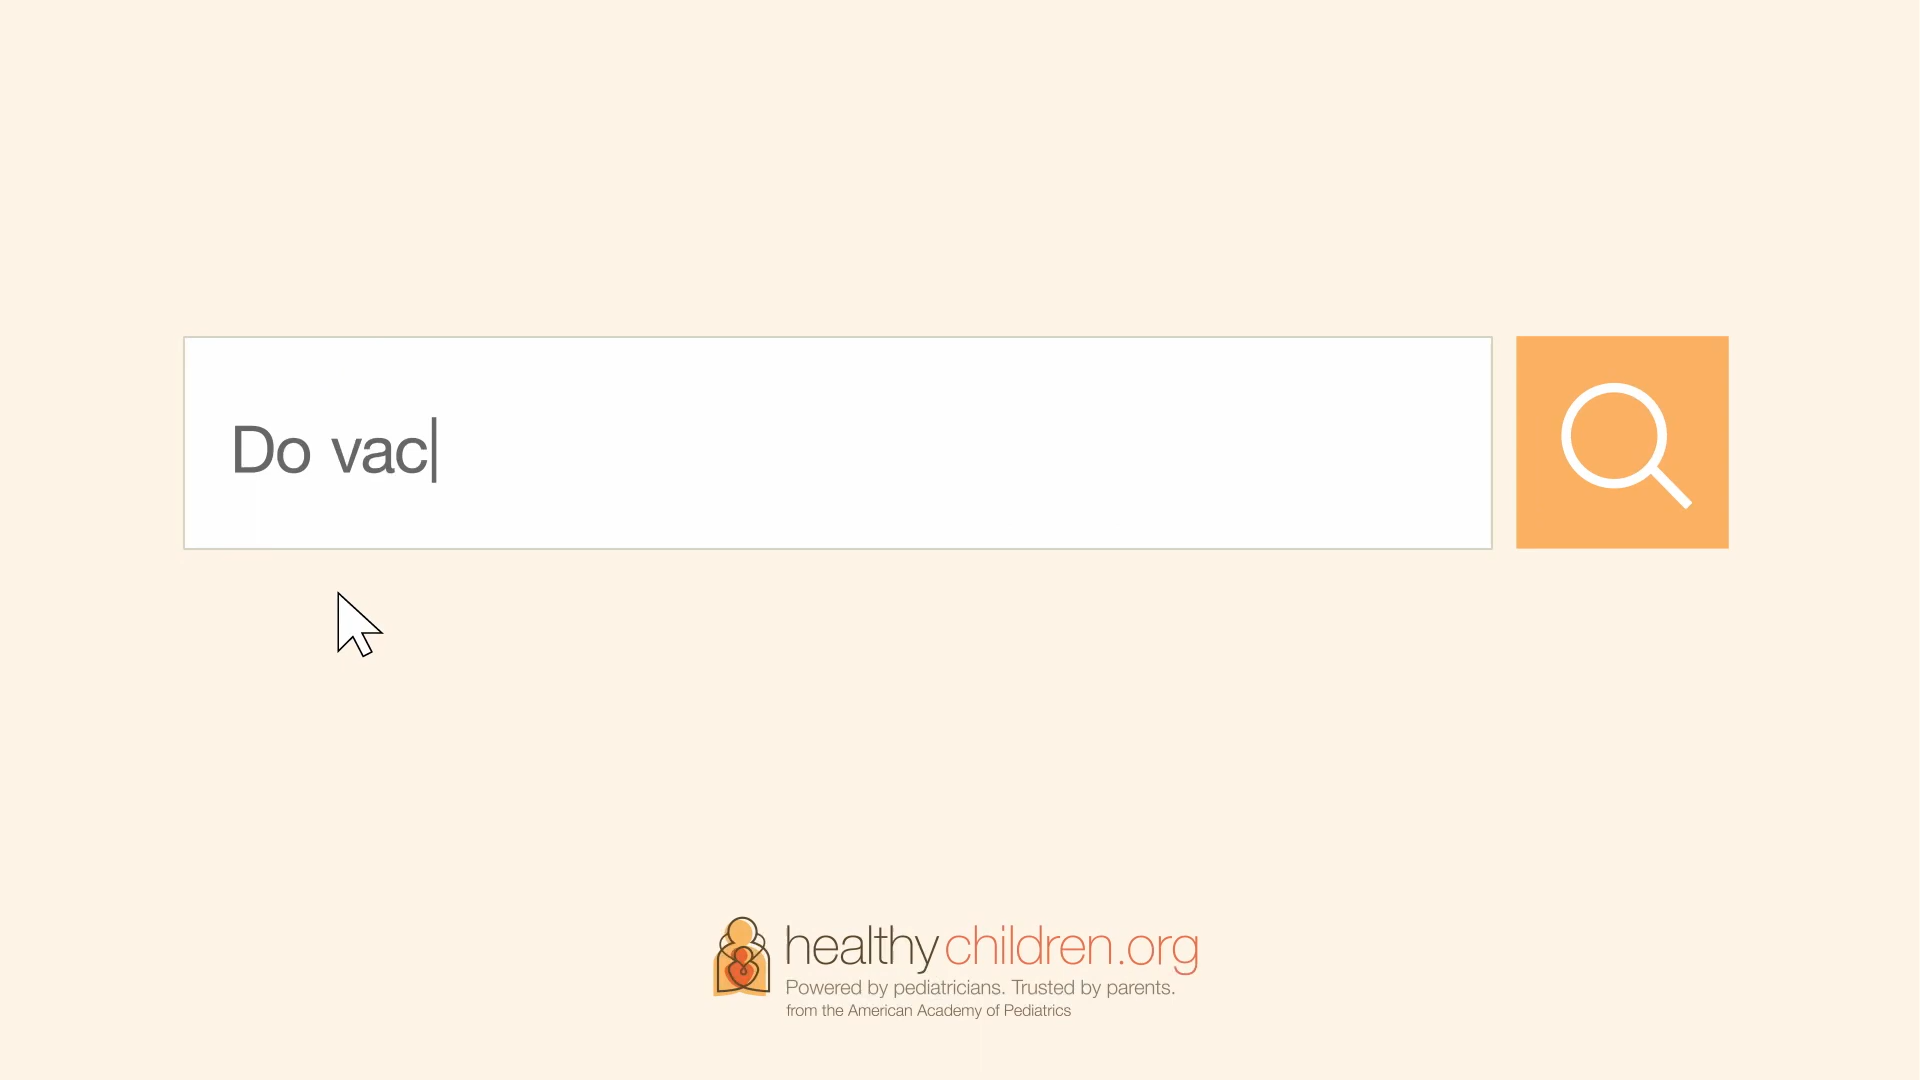 Do vac
healthychildren.org
Powered by pediatricians. Trusted by parents.
from the American Academy of Pediatrics